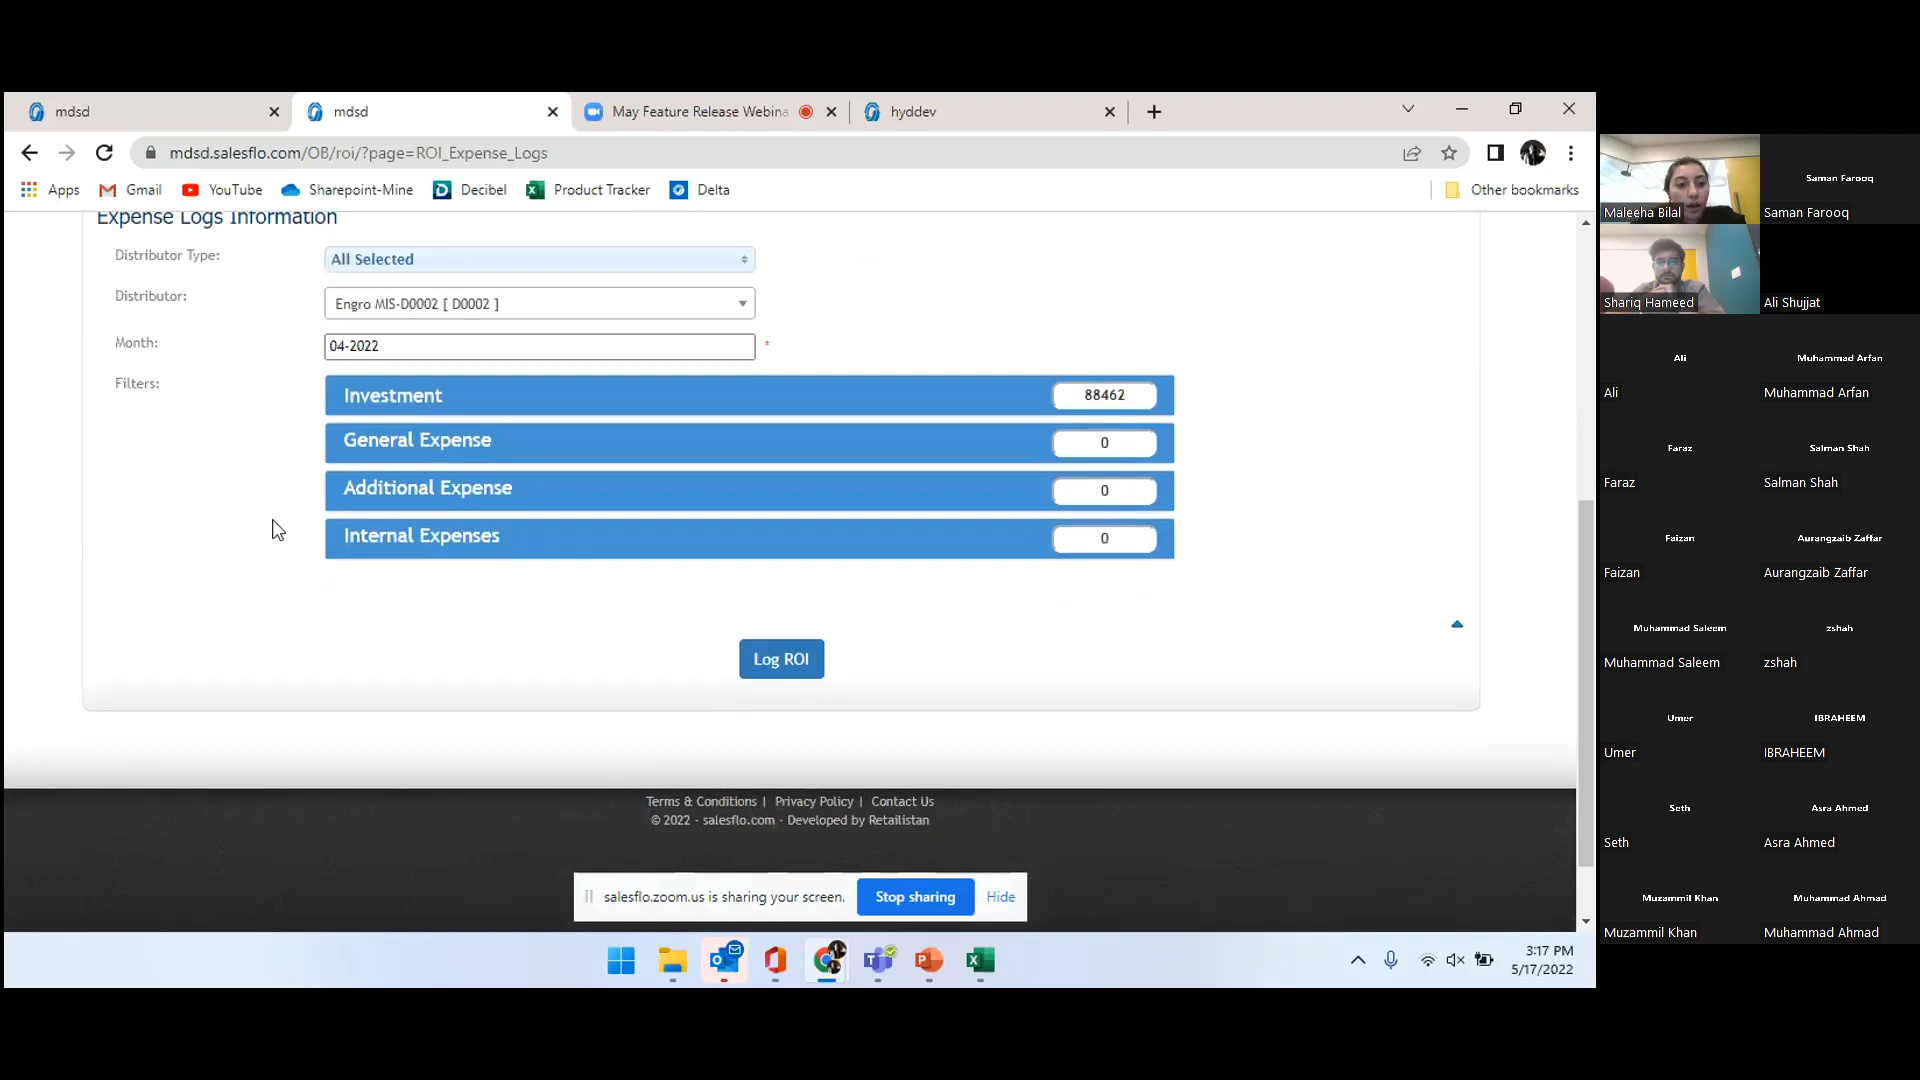 mdsd
mdsd
May Feature Release Webina
hyddev
mdsd.salesflo.com/OB/roi/?page=ROI_Expense_Logs
Apps
Gmail
YouTube
Sharepoint-Mine
Decibel
Product Tracker
Delta
Other bookmarks
Expense Logs Information
Distributor Type:
All Selected
Distributor:
Engro MIS-D0002 [ D0002 ]
Month:
04-2022
*
Filters:
Investment
88462
General Expense
0
Additional Expense
0
Internal Expenses
0
Log ROI
Terms & Conditions | Privacy Policy | Contact Us
© 2022 - salesflo.com - Developed by Retailistan
salesflo.zoom.us is sharing your screen.
Stop sharing
Hide
3:17 PM
5/17/2022
Maleeha Bilal
Saman Farooq
Saman Farooq
Shariq Hameed
Ali Shujjat
Ali
Ali
Muhammad Arfan
Muhammad Arfan
Faraz
Faraz
Salman Shah
Salman Shah
Faizan
Faizan
Aurangzaib Zaffar
Aurangzaib Zaffar
Muhammad Saleem
Muhammad Saleem
zshah
zshah
Umer
Umer
IBRAHEEM
IBRAHEEM
Seth
Seth
Asra Ahmed
Asra Ahmed
Muzammil Khan
Muzammil Khan
Muhammad Ahmad
Muhammad Ahmad